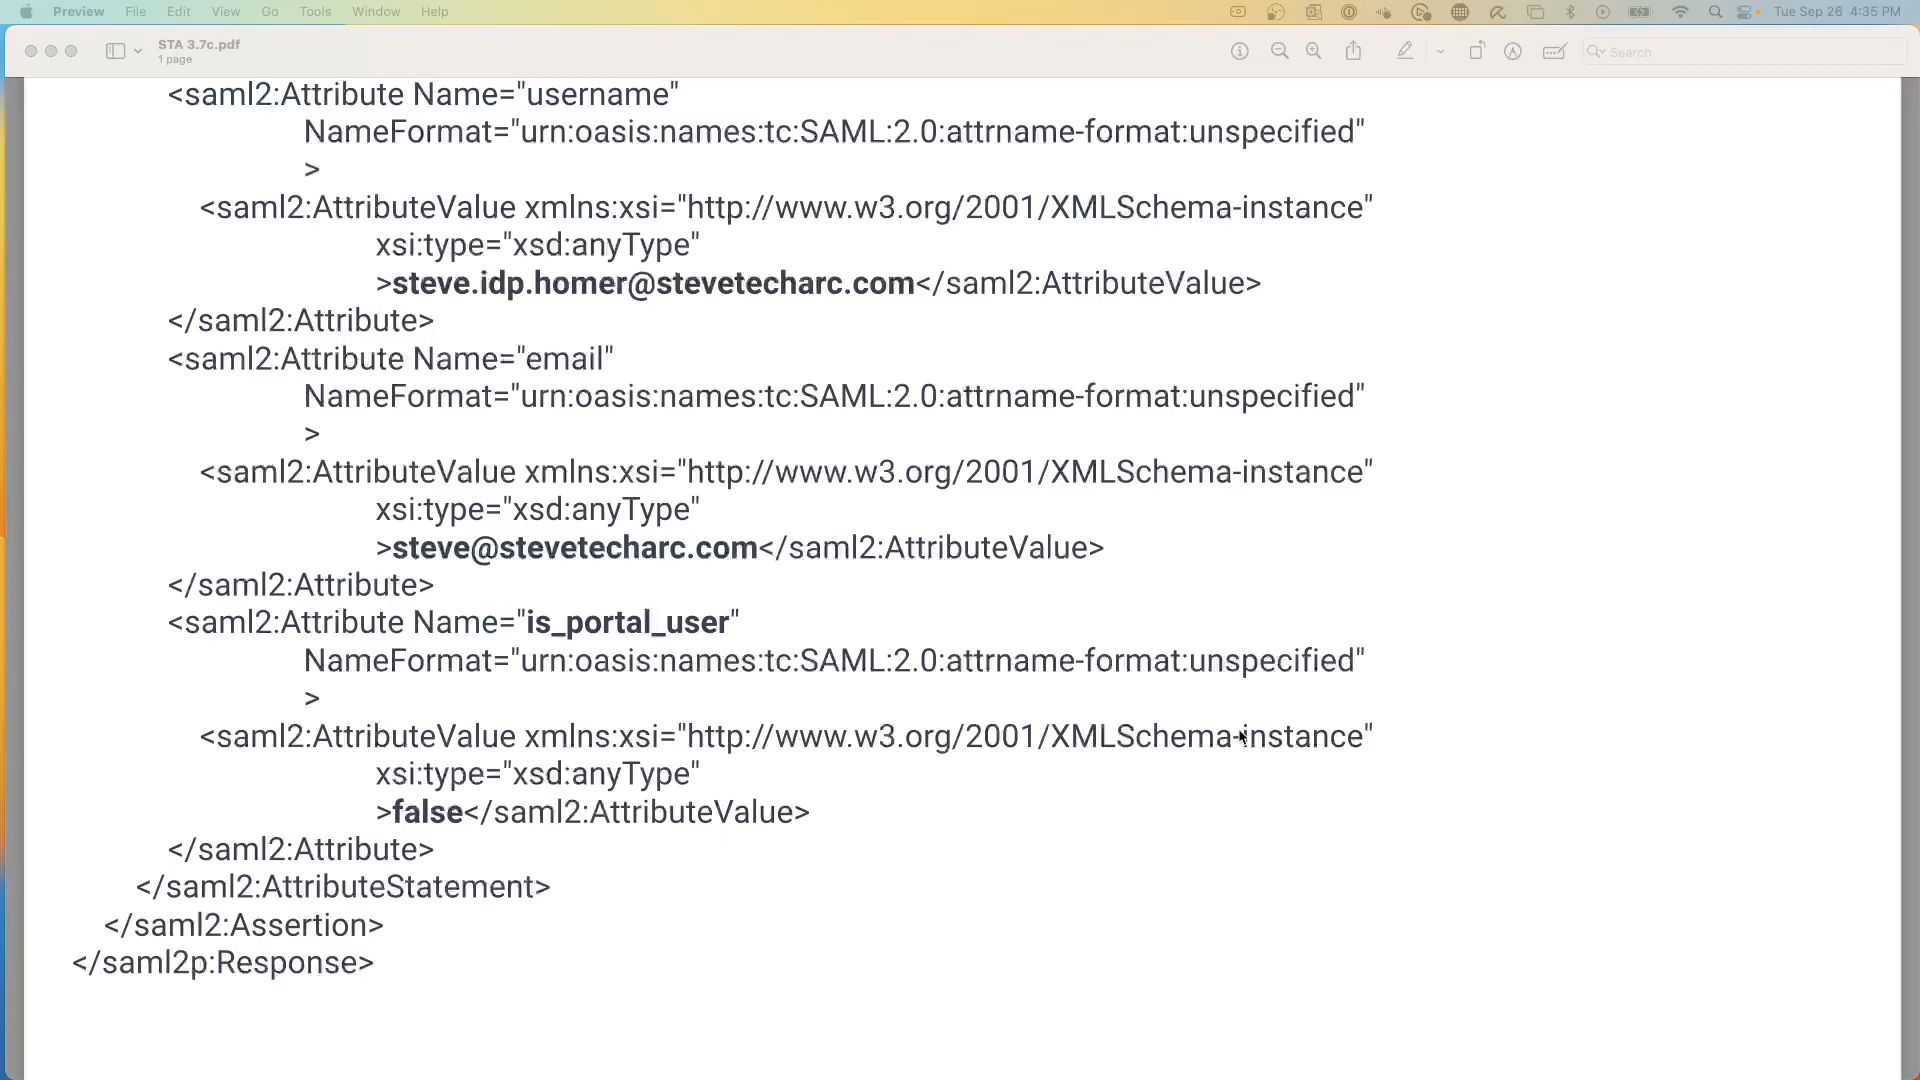 Preview File Edit View Go Tools Window Help Tue Sep 26 4:35 PM
STA 3.7c.pdf
1 page
Search
<saml2:Attribute Name="username"
NameFormat="urn:oasis:names:tc:SAML:2.0:attrname-format:unspecified"
>
<saml2:AttributeValue xmlns:xsi="http://www.w3.org/2001/XMLSchema-instance"
xsi:type="xsd:anyType"
>steve.idp.homer@stevetecharc.com</saml2:AttributeValue>
</saml2:Attribute>
<saml2:Attribute Name="email"
NameFormat="urn:oasis:names:tc:SAML:2.0:attrname-format:unspecified"
>
<saml2:AttributeValue xmlns:xsi="http://www.w3.org/2001/XMLSchema-instance"
xsi:type="xsd:anyType"
>steve@stevetecharc.com</saml2:AttributeValue>
</saml2:Attribute>
<saml2:Attribute Name="is_portal_user"
NameFormat="urn:oasis:names:tc:SAML:2.0:attrname-format:unspecified"
>
<saml2:AttributeValue xmlns:xsi="http://www.w3.org/2001/XMLSchema-instance"
xsi:type="xsd:anyType"
>false</saml2:AttributeValue>
</saml2:Attribute>
</saml2:AttributeStatement>
</saml2:Assertion>
</saml2p:Response>